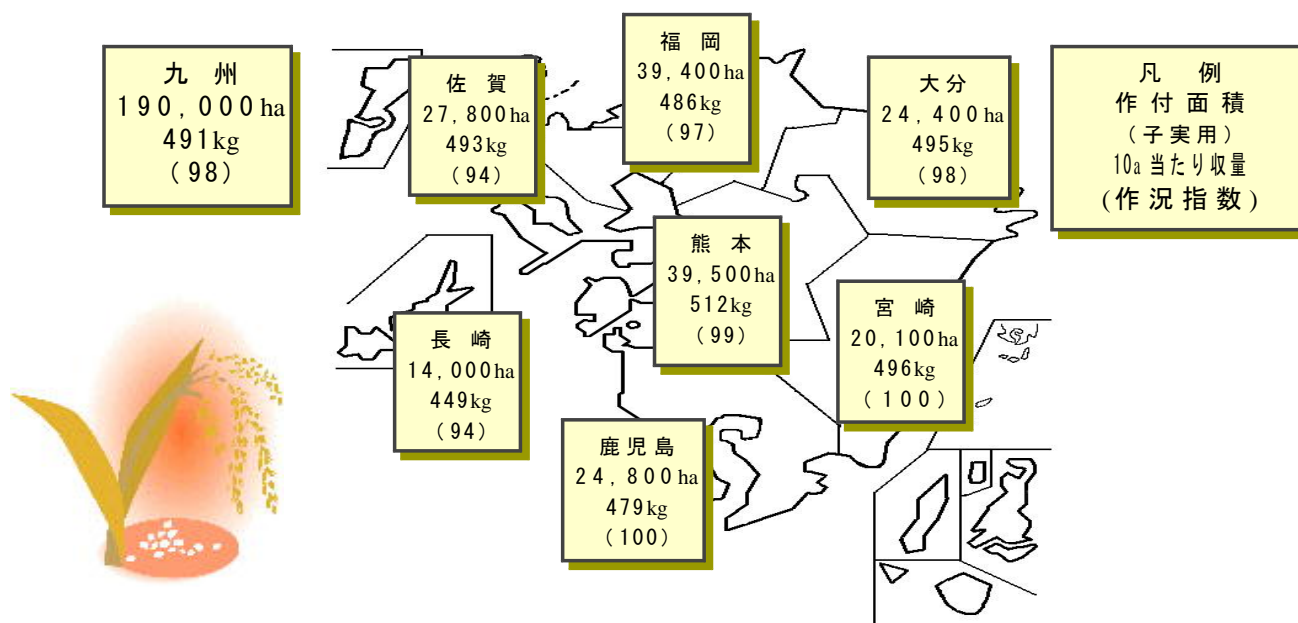 九 州
190,000ha
491kg
(98)
佐 賀
27,800ha
493kg
(94)
福 岡
39,400ha
486kg
(97)
大分
24,400ha
495kg
(98)
凡 例
作付面積
(子実用)
10a当たり収量
(作況指数)
熊 本
39,500ha
512kg
(99)
長 崎
14,000ha
449kg
(94)
宮 崎
20,100ha
496kg
(100)
鹿児島
24,800ha
479kg
(100)